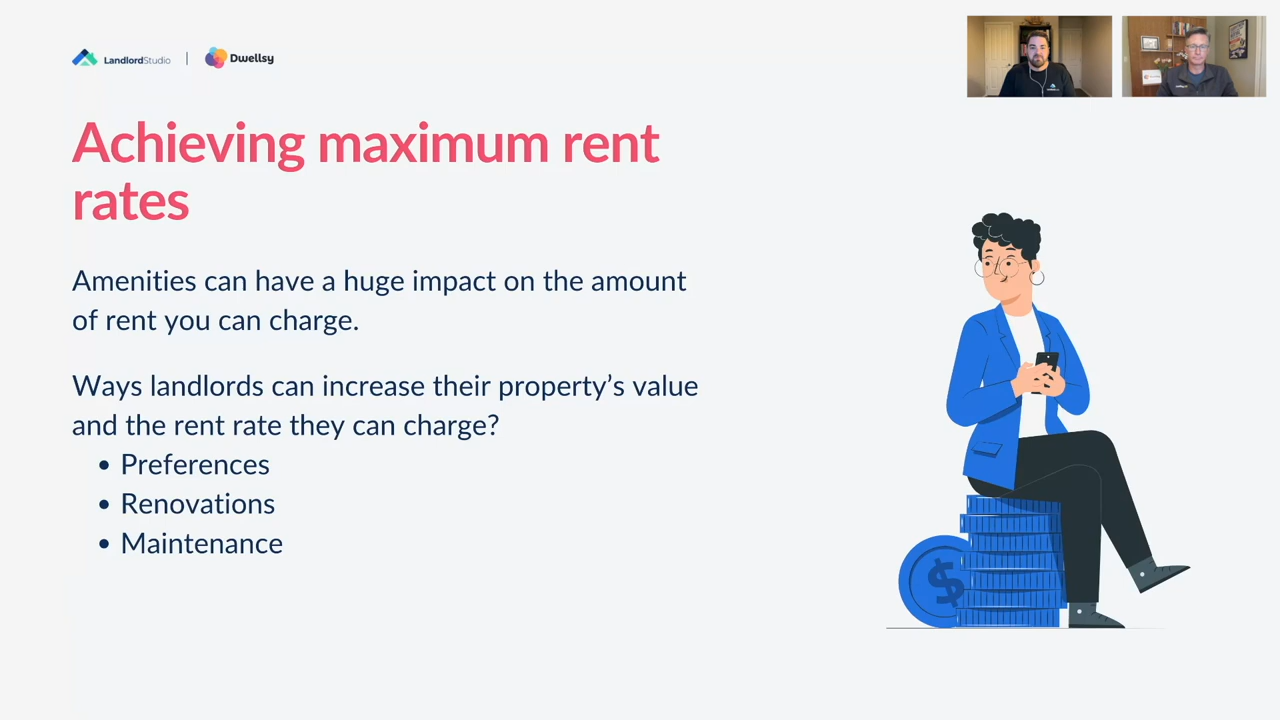 LandlordStudio
Dwellsy
Achieving maximum rent
rates
Amenities can have a huge impact on the amount
of rent you can charge.
Ways landlords can increase their property’s value
and the rent rate they can charge?
• Preferences
• Renovations
• Maintenance
$